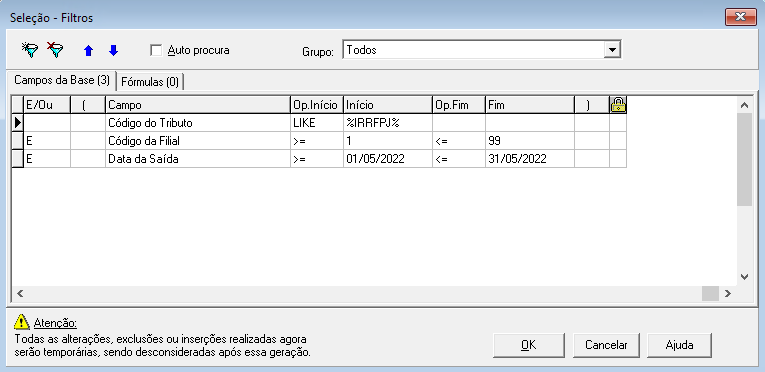 Seleção - Filtros
Auto procura
Grupo: Todos
Campos da Base (3) Fórmulas (0)
E/Ou ( Campo Op.Início Início Op.Fim Fim )
Código do Tributo LIKE %IRRFPJ%
E Código da Filial >= 1 <= 99
E Data da Saída >= 01/05/2022 <= 31/05/2022
Atenção:
Todas as alterações, exclusões ou inserções realizadas agora
serão temporárias, sendo desconsideradas após essa geração.
OK Cancelar Ajuda